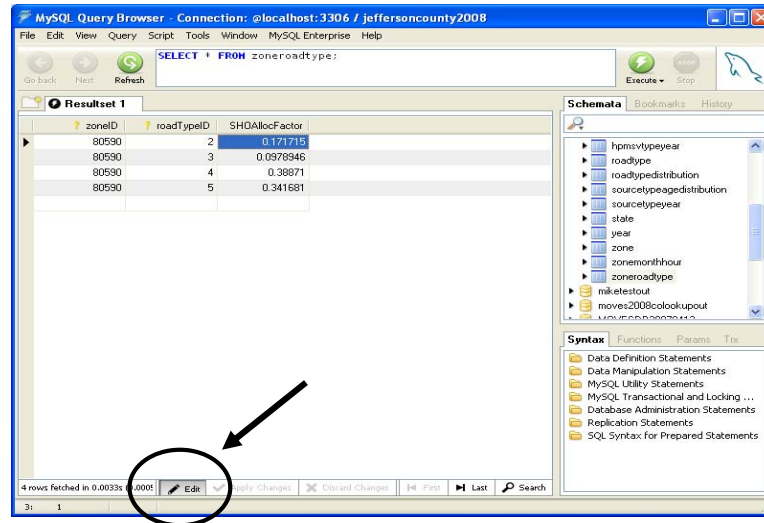 MySQL Query Browser - Connection: @localhost:3306 / jeffersoncounty2008
File Edit View Query Script Tools Window MySQL Enterprise Help
SELECT * FROM zoneroadtype;
Go back Next Refresh
Execute Stop
Resultset 1
Schemata Bookmarks History
zoneID roadTypeID SHOAllocFactor
80590 2 0.171715
80590 3 0.0978946
80590 4 0.38871
80590 5 0.341681
hpmsvtypeyear
roadtype
roadtypedistribution
sourcetypeagedistribution
sourcetypeyear
state
year
zone
zonemonthhour
zoneroadtype
miketestout
moves2008colookupout
Syntax Functions Params Trx
Data Definition Statements
Data Manipulation Statements
MySQL Utility Statements
MySQL Transactional and Locking ...
Database Administration Statements
Replication Statements
SQL Syntax for Prepared Statements
4 rows fetched in 0.0033s (0.0005 Edit Apply Changes Discard Changes First Last Search
3: 1